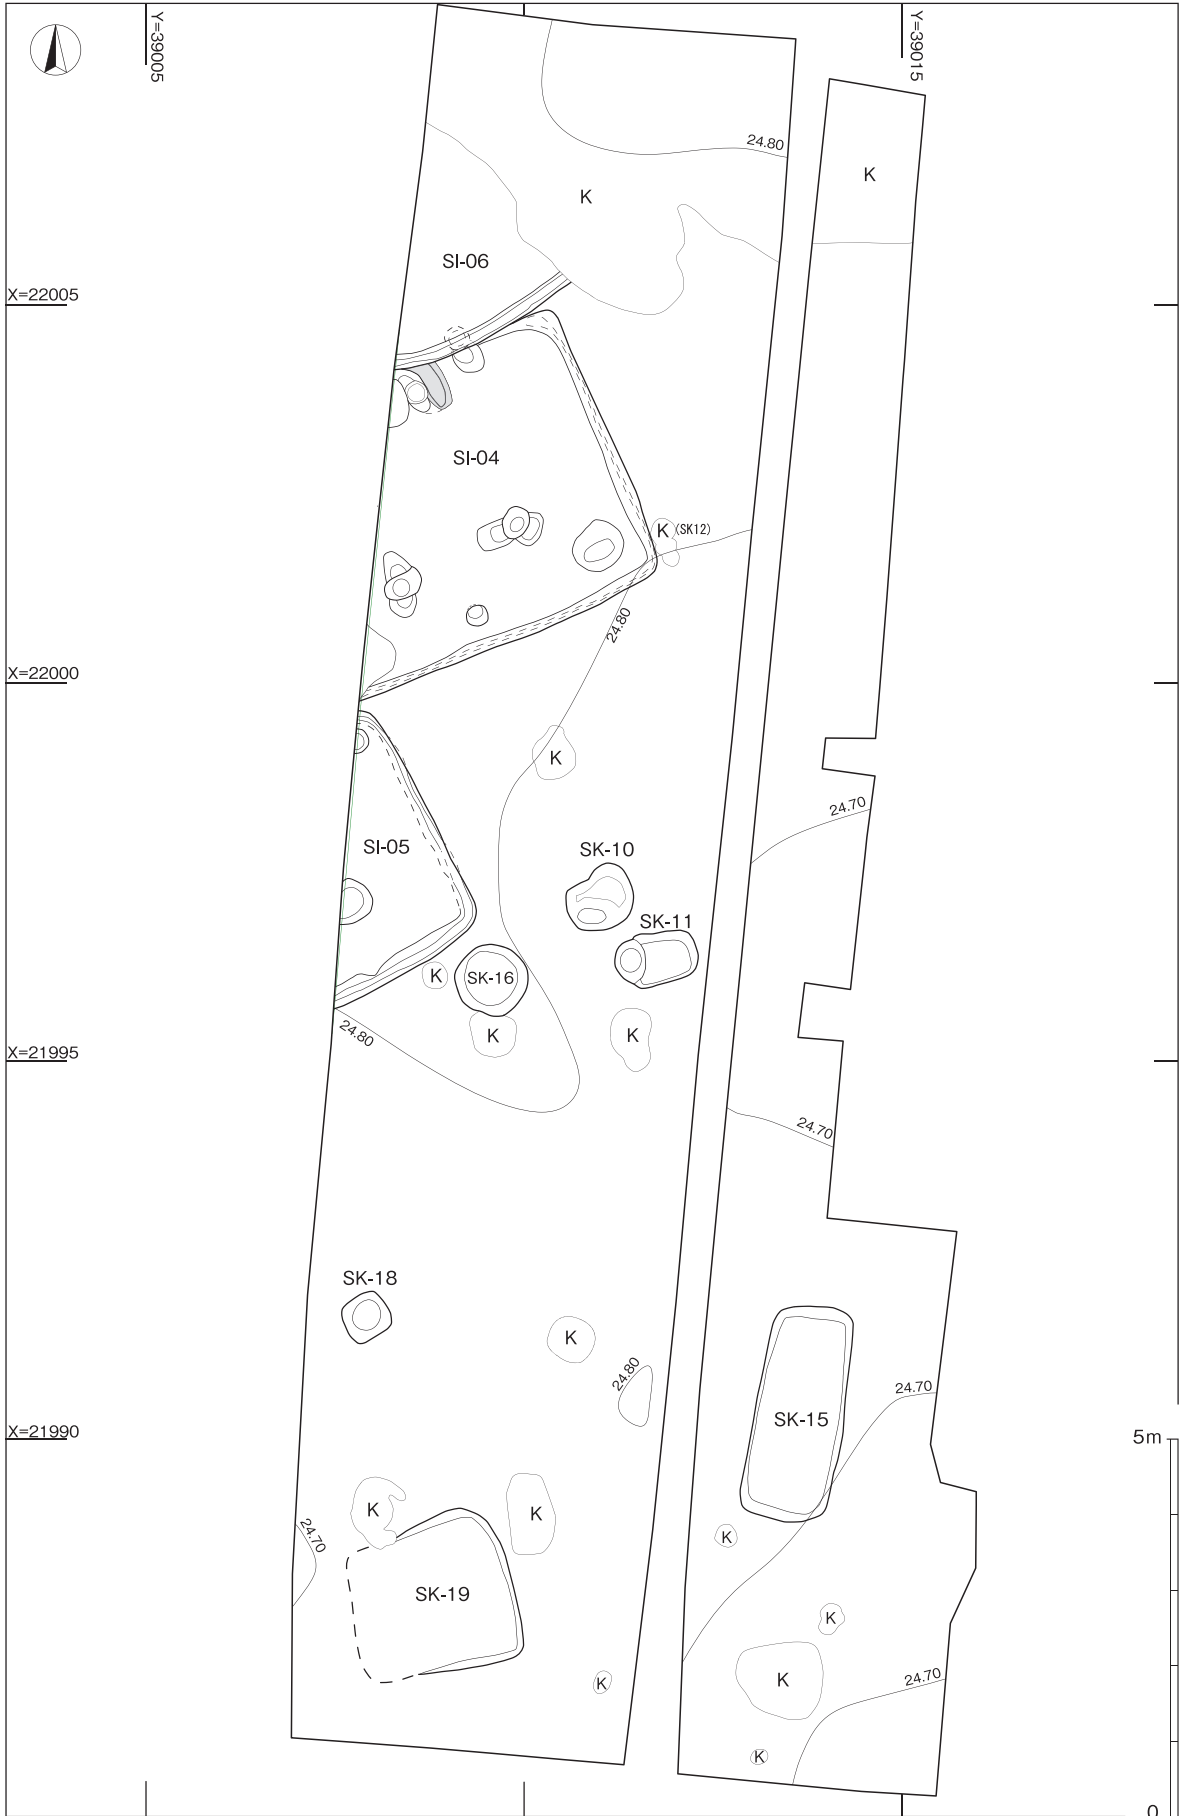 Y=39005
Y=39015
24.80
K
K
SI-06
X=22005
SI-04
K (SK12)
24.80
X=22000
K
24.70
SI-05
SK-10
SK-11
K
SK-16
K
K
24.80
X=21995
24.70
SK-18
K
24.80
24.70
SK-15
X=21990
5m
K
K
24.70
K
SK-19
K
K
K
24.70
K
0